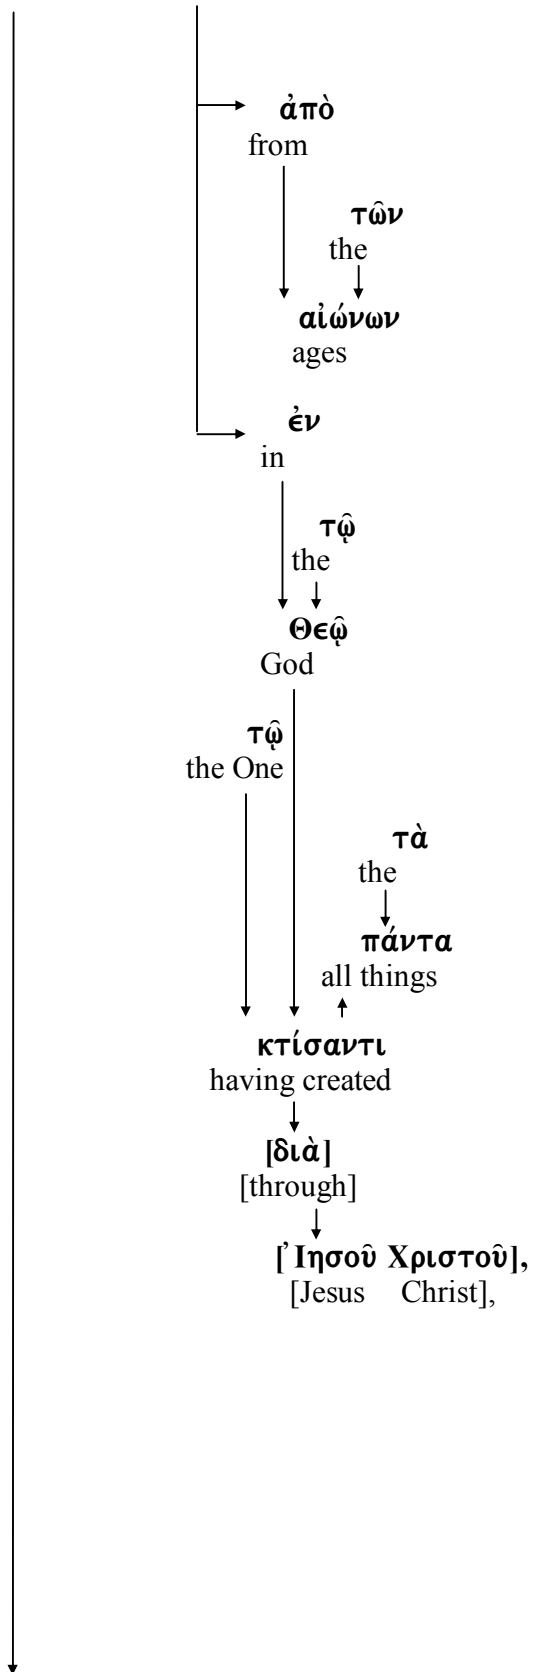 ἀπὸ
from
τῶν
the
αἰώνων
ages
ἐν
in
τῷ
the
Θεῷ
God
τῷ
the One
τὰ
the
πάντα
all things
κτίσαντι
having created
[διὰ]
[through]
[Ἰησοῦ Χριστοῦ],
[Jesus Christ],